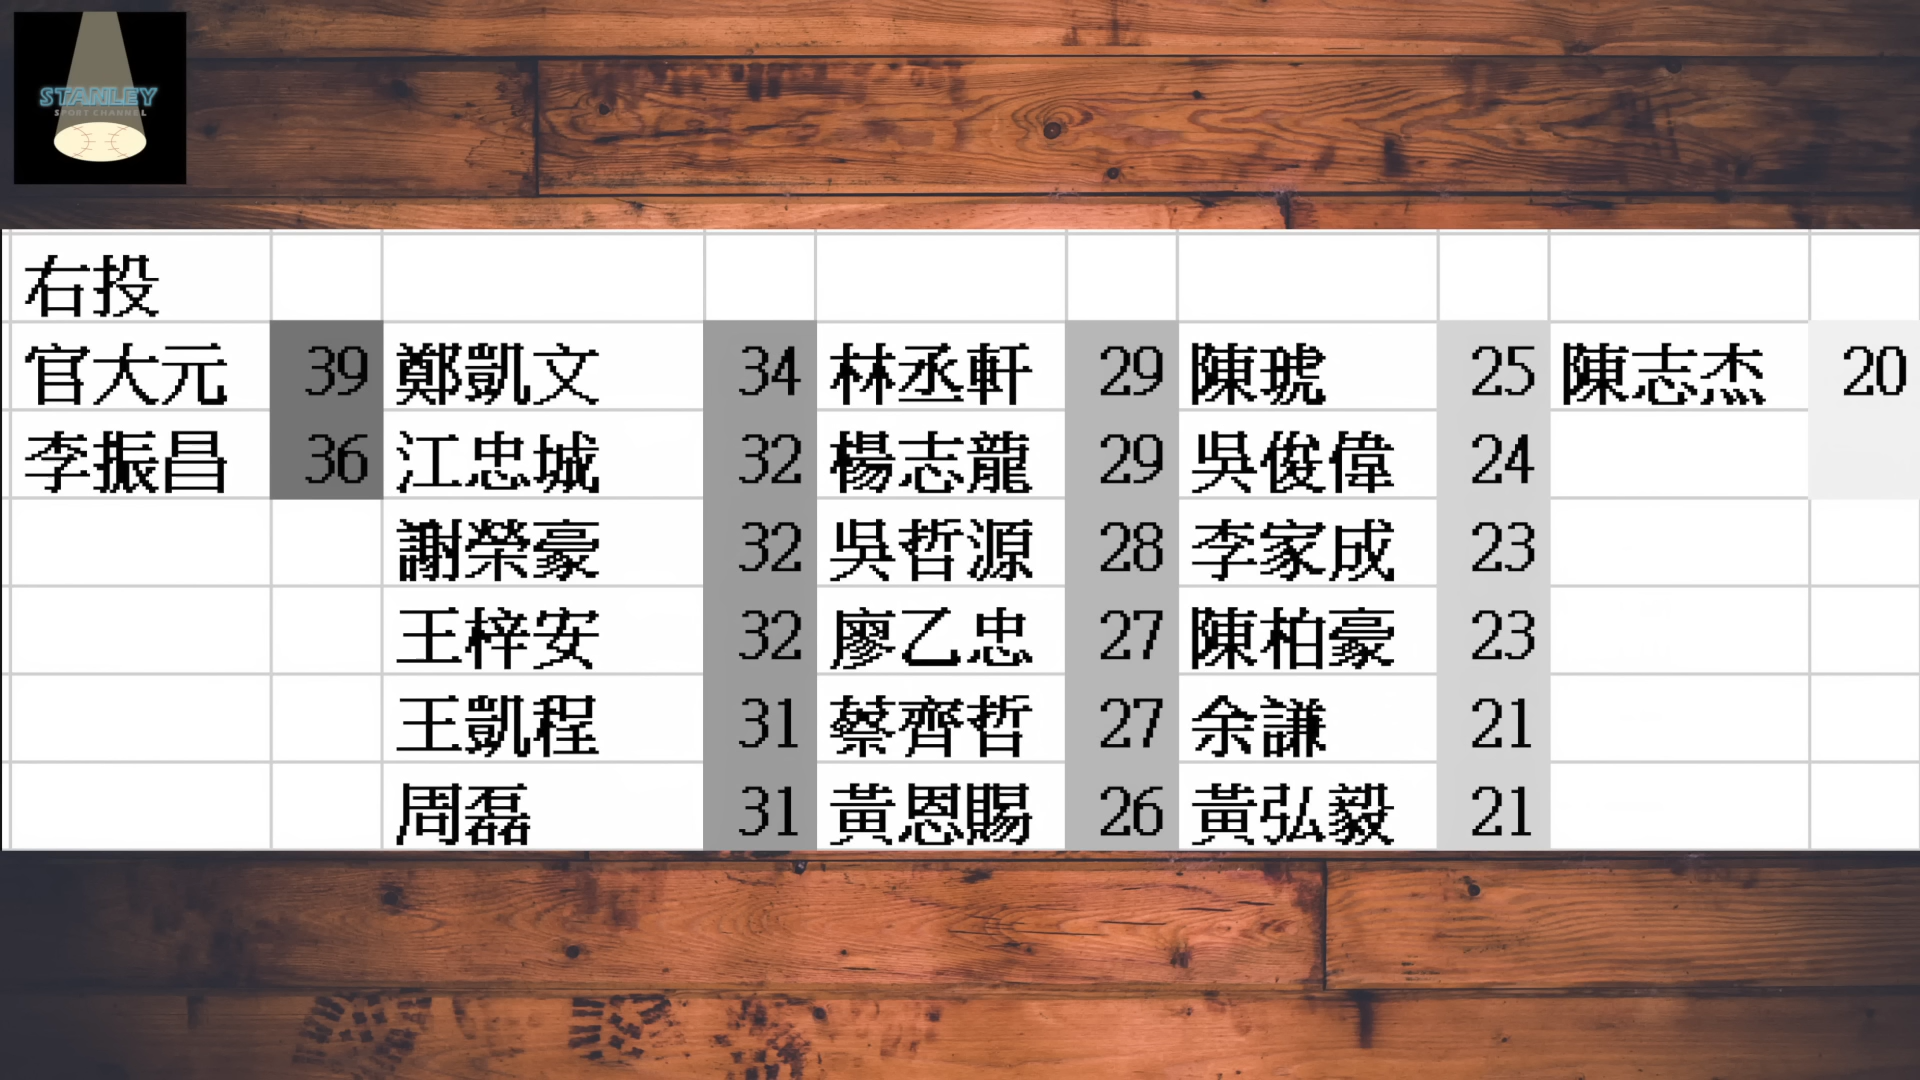 STANLEY
SPORT CHANNEL
右投
官大元 39 鄭凱文 34 林丞軒 29 陳琥 25 陳志杰 20
李振昌 36 江忠城 32 楊志龍 29 吳俊偉 24
謝榮豪 32 吳哲源 28 李家成 23
王梓安 32 廖乙忠 27 陳柏豪 23
王凱程 31 蔡齊哲 27 余謙 21
周磊 31 黃恩賜 26 黃弘毅 21